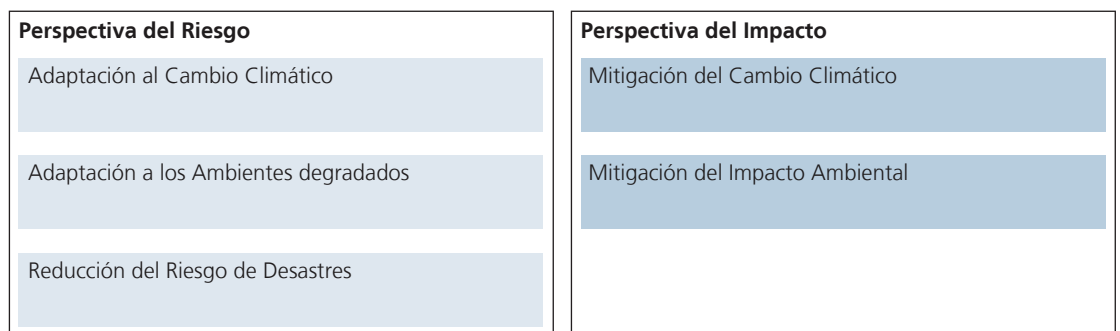 Perspectiva del Riesgo
Adaptación al Cambio Climático
Adaptación a los Ambientes degradados
Reducción del Riesgo de Desastres
Perspectiva del Impacto
Mitigación del Cambio Climático
Mitigación del Impacto Ambiental